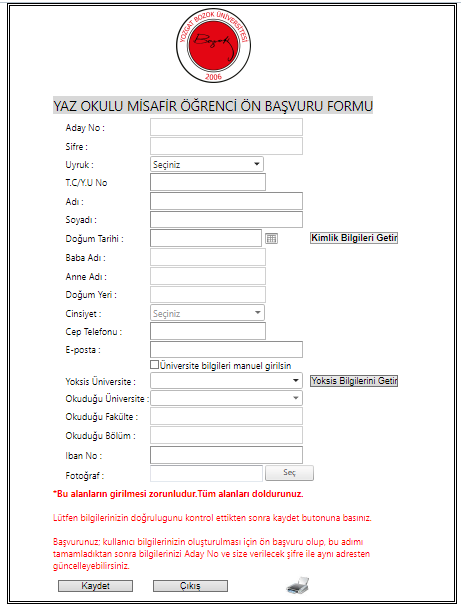 YOZGAT BOZOK ÜNİVERSİTESİ
Bozok
2006
YAZ OKULU MİSAFİR ÖĞRENCİ ÖN BAŞVURU FORMU
Aday No :
Sifre :
Uyruk : Seçiniz
T.C/Y.U No
Adı :
Soyadı :
Doğum Tarihi : Kimlik Bilgileri Getir
Baba Adı :
Anne Adı :
Doğum Yeri :
Cinsiyet : Seçiniz
Cep Telefonu :
E-posta :
Üniversite bilgileri manuel girilsin
Yoksis Üniversite : Yoksis Bilgilerini Getir
Okuduğu Üniversite :
Okuduğu Fakülte :
Okuduğu Bölüm :
Iban No :
Fotoğraf : Seç
*Bu alanların girilmesi zorunludur.Tüm alanları doldurunuz.
Lütfen bilgilerinizin doğrulugunu kontrol ettikten sonra kaydet butonuna basınız.
Başvurunuz: kullanıcı bilgilerinizin oluşturulması için ön başvuru olup; bu adımı
tamamladıktan sonra bilgilerinizi Aday No ve size verilecek şifre ile aynı adresten
güncelleyebilirsiniz.
Kaydet Çıkış